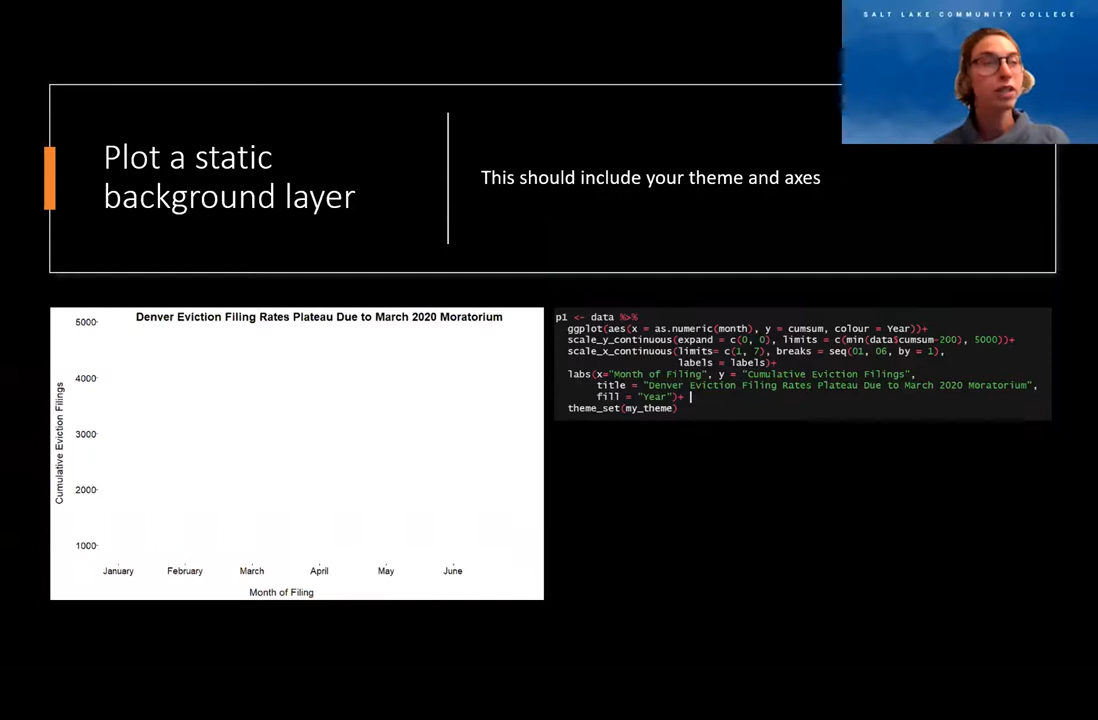 SALT LAKE COMMUNITY COLLEGE
Plot a static
background layer
This should include your theme and axes
Denver Eviction Filing Rates Plateau Due to March 2020 Moratorium
5000
4000
3000
2000
1000
Cumulative Eviction Filings
January February March April May June
Month of Filing
p1 <- data %>%
ggplot(aes(x = as.numeric(month), y = cumsum, colour = Year))+
scale_y_continuous(expand = c(0, 0), limits = c(min(data$cumsum-200), 5000))+
scale_x_continuous(limits= c(1, 7), breaks = seq(01, 06, by = 1),
labels = labels)+
labs(x="Month of Filing", y = "Cumulative Eviction Filings",
title = "Denver Eviction Filing Rates Plateau Due to March 2020 Moratorium",
fill = "Year")+
theme_set(my_theme)